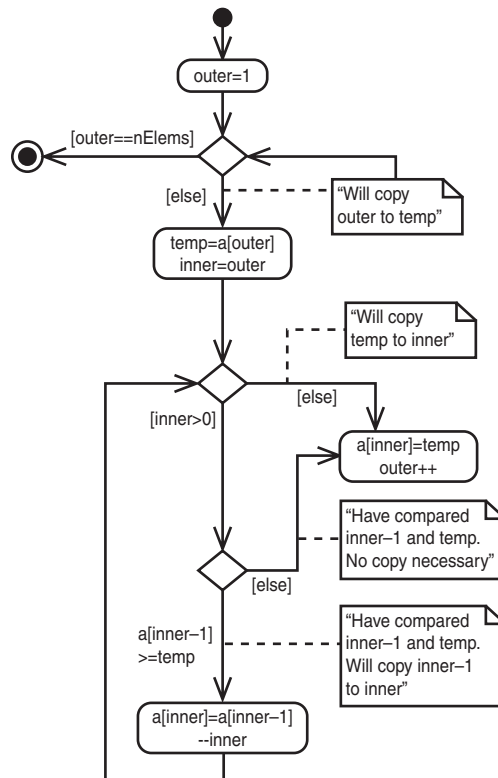 outer=1
[outer==nElems]
[else]
“Will copy
outer to temp”
temp=a[outer]
inner=outer
“Will copy
temp to inner”
[else]
[inner>0]
a[inner]=temp
outer++
“Have compared
inner–1 and temp.
No copy necessary”
[else]
a[inner–1]
>=temp
“Have compared
inner–1 and temp.
Will copy inner–1
to inner”
a[inner]=a[inner–1]
--inner